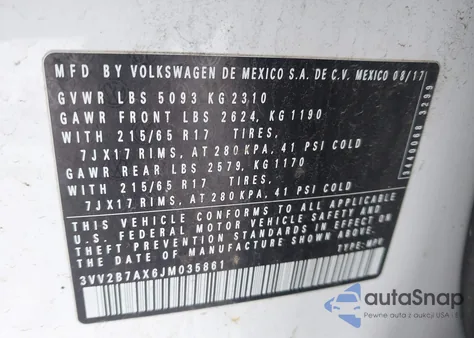 MFD BY VOLKSWAGEN DE MEXICO S.A. DE C.V. MEXICO 08/17
GVWR LBS 5093 KG 2310
GAWR FRONT LBS 2624, KG 1190
WITH 215/65 R17 TIRES,
7JX17 RIMS, AT 280 KPA, 41 PSI COLD
GAWR REAR LBS 2579, KG 1170
WITH 215/65 R17 TIRES,
7JX17 RIMS, AT 280 KPA, 41 PSI COLD
THIS VEHICLE CONFORMS TO ALL APPLICABLE
U.S. FEDERAL MOTOR VEHICLE SAFETY AND
THEFT PREVENTION STANDARDS IN EFFECT
ON THE DATE OF MANUFACTURE SHOWN ABOVE.
3VV2B7AX6JM035861 TYPE: MPV
autoSnap
Pewne auta z aukcji USA